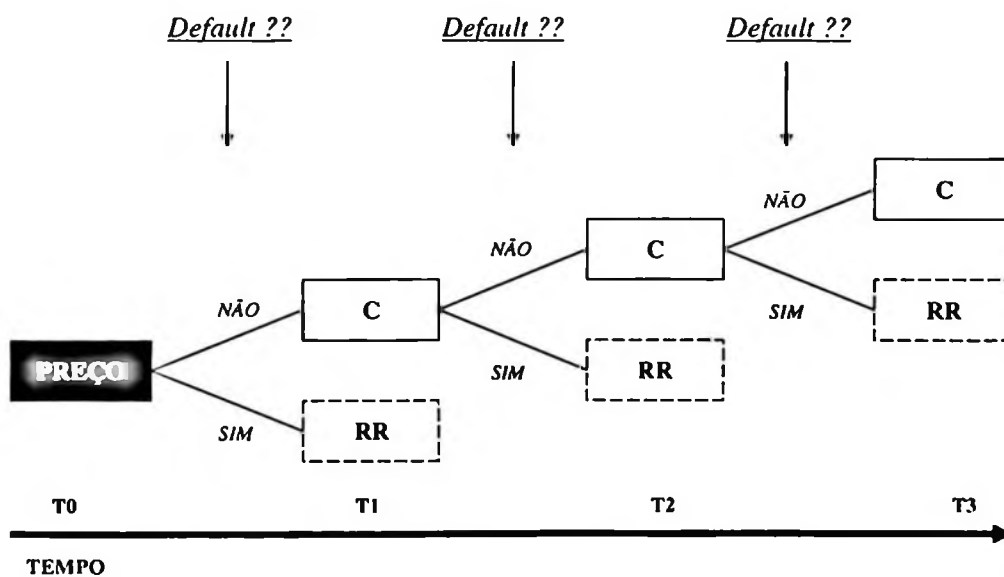 Default ??
Default ??
Default ??
C
NÃO
C
NÃO
SIM
RR
NÃO
C
SIM
RR
PREÇO
SIM
RR
T0
T1
T2
T3
TEMPO